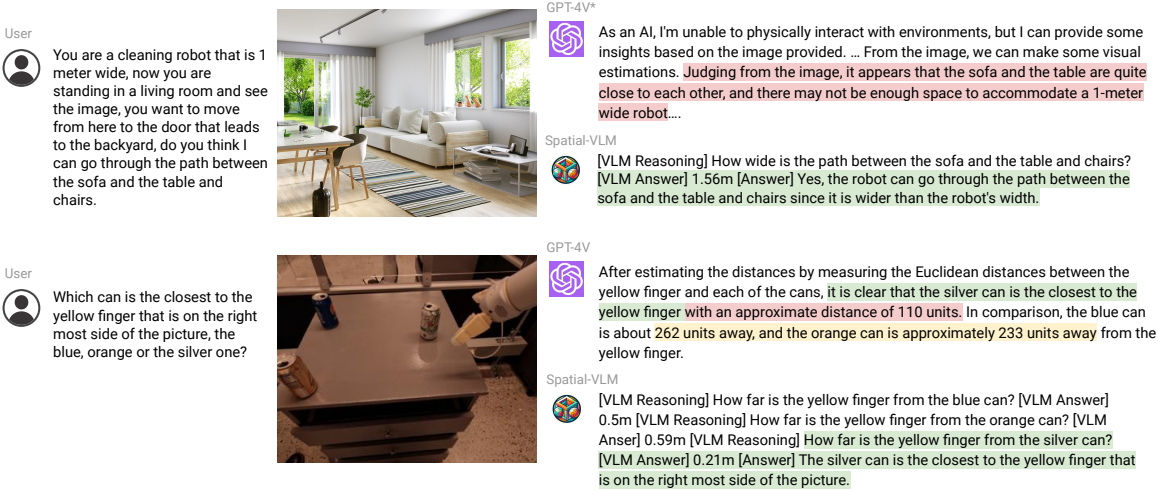 User
You are a cleaning robot that is 1
meter wide, now you are
standing in a living room and see
the image, you want to move
from here to the door that leads
to the backyard, do you think I
can go through the path between
the sofa and the table and
chairs.
GPT-4V*
As an AI, I'm unable to physically interact with environments, but I can provide some
insights based on the image provided. … From the image, we can make some visual
estimations. Judging from the image, it appears that the sofa and the table are quite
close to each other, and there may not be enough space to accommodate a 1-meter
wide robot….
Spatial-VLM
[VLM Reasoning] How wide is the path between the sofa and the table and chairs?
[VLM Answer] 1.56m [Answer] Yes, the robot can go through the path between the
sofa and the table and chairs since it is wider than the robot's width.
User
Which can is the closest to the
yellow finger that is on the right
most side of the picture, the
blue, orange or the silver one?
GPT-4V
After estimating the distances by measuring the Euclidean distances between the
yellow finger and each of the cans, it is clear that the silver can is the closest to the
yellow finger with an approximate distance of 110 units. In comparison, the blue can
is about 262 units away, and the orange can is approximately 233 units away from the
yellow finger.
Spatial-VLM
[VLM Reasoning] How far is the yellow finger from the blue can? [VLM Answer]
0.5m [VLM Reasoning] How far is the yellow finger from the orange can? [VLM
Anser] 0.59m [VLM Reasoning] How far is the yellow finger from the silver can?
[VLM Answer] 0.21m [Answer] The silver can is the closest to the yellow finger that
is on the right most side of the picture.